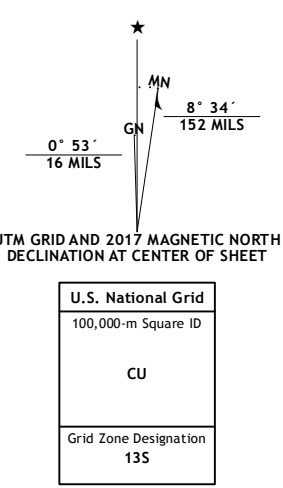 MN
8° 34´
152 MILS
GN
0° 53´
16 MILS
UTM GRID AND 2017 MAGNETIC NORTH
DECLINATION AT CENTER OF SHEET
U.S. National Grid
100,000-m Square ID
CU
Grid Zone Designation
13S